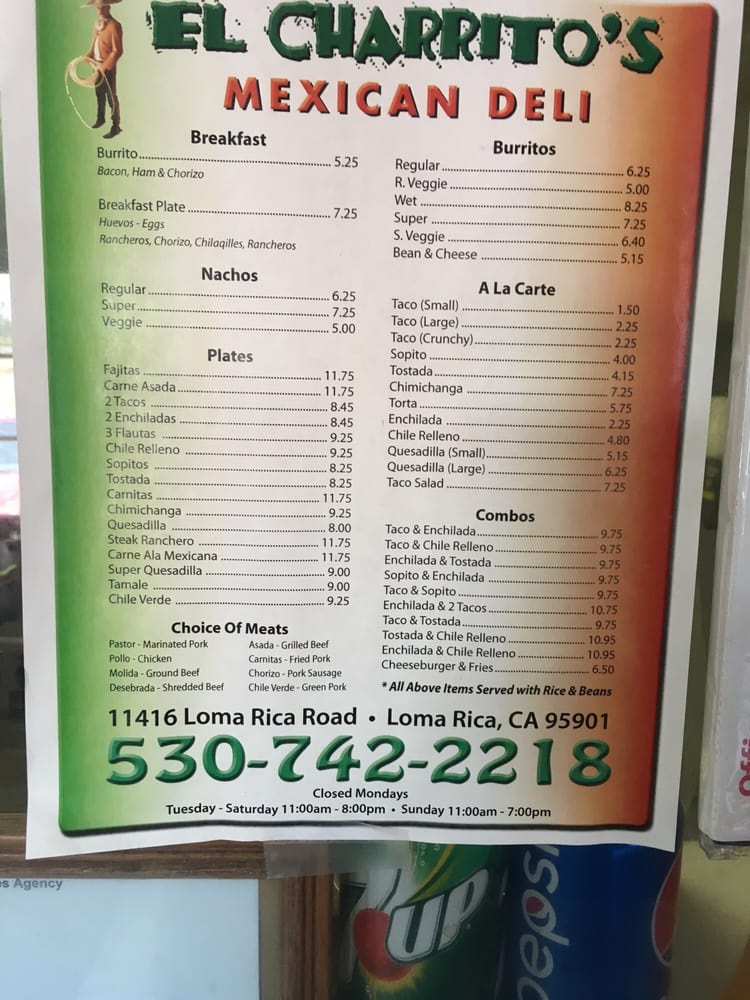 EL CHARRITO'S
MEXICAN DELI
Breakfast
Burrito 5.25
Bacon, Ham & Chorizo
Breakfast Plate 7.25
Huevos - Eggs
Rancheros, Chorizo, Chilaqilles, Rancheros
Nachos
Regular 6.25
Super 7.25
Veggie 5.00
Plates
Fajitas 11.75
Carne Asada 11.75
2 Tacos 8.45
2 Enchiladas 8.45
3 Flautas 9.25
Chile Relleno 9.25
Sopitos 8.25
Tostada 8.25
Carnitas 11.75
Chimichanga 9.25
Quesadilla 8.00
Steak Ranchero 11.75
Carne Ala Mexicana 11.75
Super Quesadilla 9.00
Tamale 9.00
Chile Verde 9.25
Choice Of Meats
Pastor - Marinated Pork
Pollo - Chicken
Molida - Ground Beef
Desebrada - Shredded Beef
Asada - Grilled Beef
Carnitas - Fried Pork
Chorizo - Pork Sausage
Chile Verde - Green Pork
Burritos
Regular 6.25
R. Veggie 5.00
Wet 8.25
Super 7.25
S. Veggie 6.40
Bean & Cheese 5.15
A La Carte
Taco (Small) 1.50
Taco (Large) 2.25
Taco (Crunchy) 2.25
Sopito 4.00
Tostada 4.15
Chimichanga 7.25
Torta 5.75
Enchilada 2.25
Chile Relleno 4.80
Quesadilla (Small) 5.15
Quesadilla (Large) 6.25
Taco Salad 7.25
Combos
Taco & Enchilada 9.75
Taco & Chile Relleno 9.75
Enchilada & Tostada 9.75
Sopito & Enchilada 9.75
Taco & Sopito 9.75
Enchilada & 2 Tacos 10.75
Taco & Tostada 9.75
Tostada & Chile Relleno 10.95
Enchilada & Chile Relleno 10.95
Cheeseburger & Fries 6.50
* All Above Items Served with Rice & Beans
11416 Loma Rica Road • Loma Rica, CA 95901
530-742-2218
Closed Mondays
Tuesday - Saturday 11:00am - 8:00pm • Sunday 11:00am - 7:00pm
Agency
7UP
pepsi